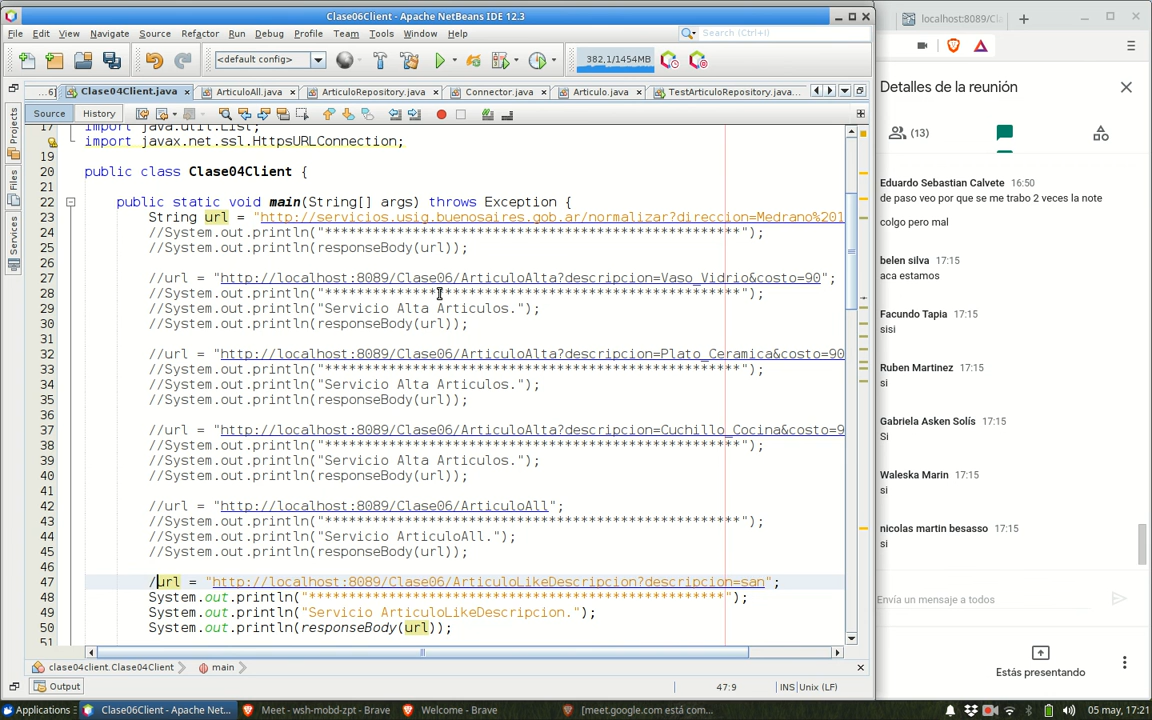 Clase06Client - Apache NetBeans IDE 12.3
File Edit View Navigate Source Refactor Run Debug Profile Team Tools Window Help
Search (Ctrl+I)
<default config>
382,1/1454MB
...6] Clase04Client.java ArticuloAll.java ArticuloRepository.java Connector.java Articulo.java TestArticuloRepository.java
Source History
Projects
Files
Services
17 import java.util.List;
import javax.net.ssl.HttpsURLConnection;
19
20 public class Clase04Client {
21
22 public static void main(String[] args) throws Exception {
23 String url = "http://servicios.usig.buenosaires.gob.ar/normalizar?direccion=Medrano%201
24 //System.out.println("**************************************************");
25 //System.out.println(responseBody(url));
26
27 //url = "http://localhost:8089/Clase06/ArticuloAlta?descripcion=Vaso_Vidrio&costo=90";
28 //System.out.println("**************************************************");
29 //System.out.println("Servicio Alta Articulos.");
30 //System.out.println(responseBody(url));
31
32 //url = "http://localhost:8089/Clase06/ArticuloAlta?descripcion=Plato_Ceramica&costo=90
33 //System.out.println("**************************************************");
34 //System.out.println("Servicio Alta Articulos.");
35 //System.out.println(responseBody(url));
36
37 //url = "http://localhost:8089/Clase06/ArticuloAlta?descripcion=Cuchillo_Cocina&costo=9
38 //System.out.println("**************************************************");
39 //System.out.println("Servicio Alta Articulos.");
40 //System.out.println(responseBody(url));
41
42 //url = "http://localhost:8089/Clase06/ArticuloAll";
43 //System.out.println("**************************************************");
44 //System.out.println("Servicio ArticuloAll.");
45 //System.out.println(responseBody(url));
46
47 /url = "http://localhost:8089/Clase06/ArticuloLikeDescripcion?descripcion=san";
48 System.out.println("**************************************************");
49 System.out.println("Servicio ArticuloLikeDescripcion.");
50 System.out.println(responseBody(url));
51
clase04client.Clase04Client main
Output
47:9 INS Unix (LF)
localhost:8089/Cl
Detalles de la reunión
(13)
Eduardo Sebastian Calvete 16:50
de paso veo por que se me trabo 2 veces la note
colgo pero mal
belen silva 17:15
aca estamos
Facundo Tapia 17:15
sisi
Ruben Martinez 17:15
si
Gabriela Asken Solís 17:15
Si
Waleska Marin 17:15
si
nicolas martin besasso 17:15
si
Envía un mensaje a todos
Estás presentando
Applications Clase06Client - Apache Net... Meet - wsh-mobd-zpt - Brave Welcome - Brave [meet.google.com está com... 05 may, 17:21